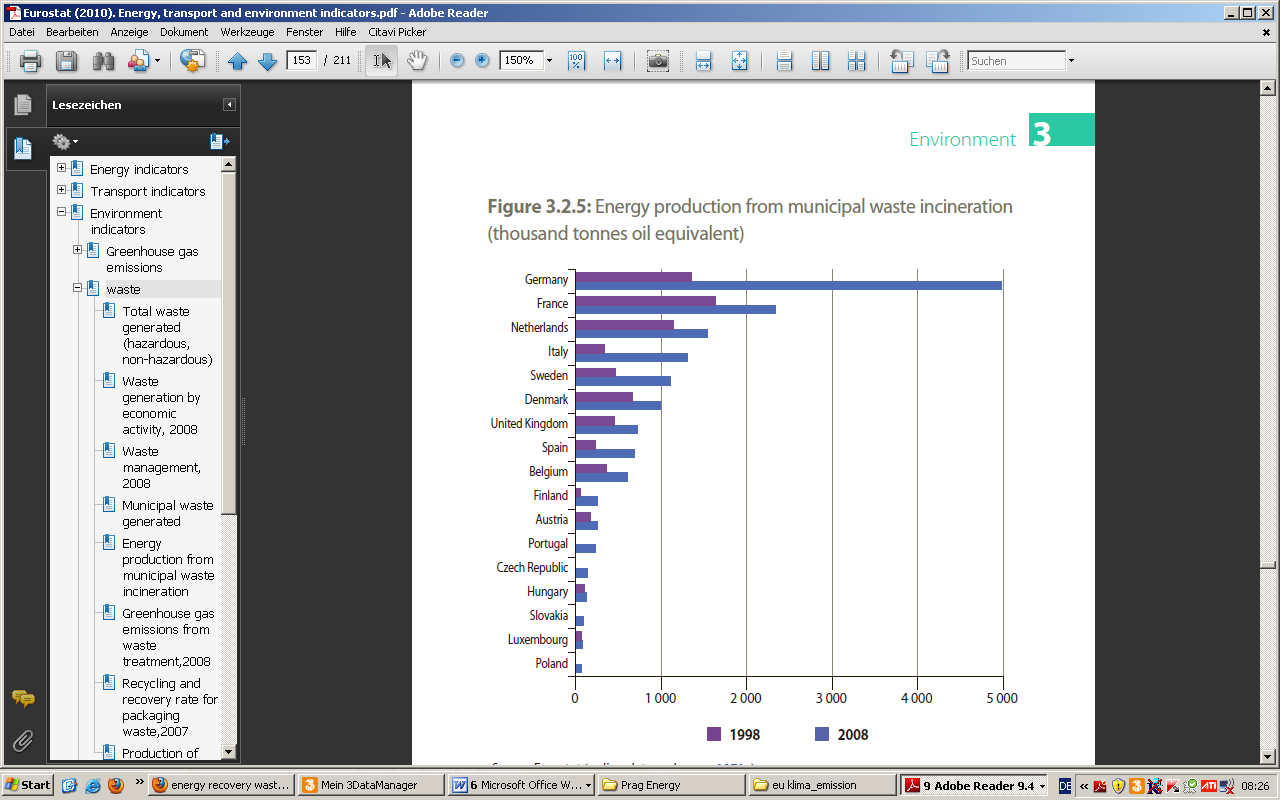 Eurostat (2010). Energy, transport and environment indicators.pdf - Adobe Reader
Datei Bearbeiten Anzeige Dokument Werkzeuge Fenster Hilfe Citavi Picker
153 / 211 150% Suchen
Lesezeichen
Energy indicators
Transport indicators
Environment
indicators
Greenhouse gas
emissions
waste
Total waste
generated
(hazardous,
non-hazardous)
Waste
generation by
economic
activity, 2008
Waste
management,
2008
Municipal waste
generated
Energy
production from
municipal waste
incineration
Greenhouse gas
emissions from
waste
treatment,2008
Recycling and
recovery rate for
packaging
waste,2007
Production of
Environment 3
Figure 3.2.5: Energy production from municipal waste incineration
(thousand tonnes oil equivalent)
Germany
France
Netherlands
Italy
Sweden
Denmark
United Kingdom
Spain
Belgium
Finland
Austria
Portugal
Czech Republic
Hungary
Slovakia
Luxembourg
Poland
0 1 000 2 000 3 000 4 000 5 000
1998 2008
Start energy recovery wast... Mein 3DataManager 6 Microsoft Office W... Prag Energy eu klima_emission 9 Adobe Reader 9.4 DE 08:26